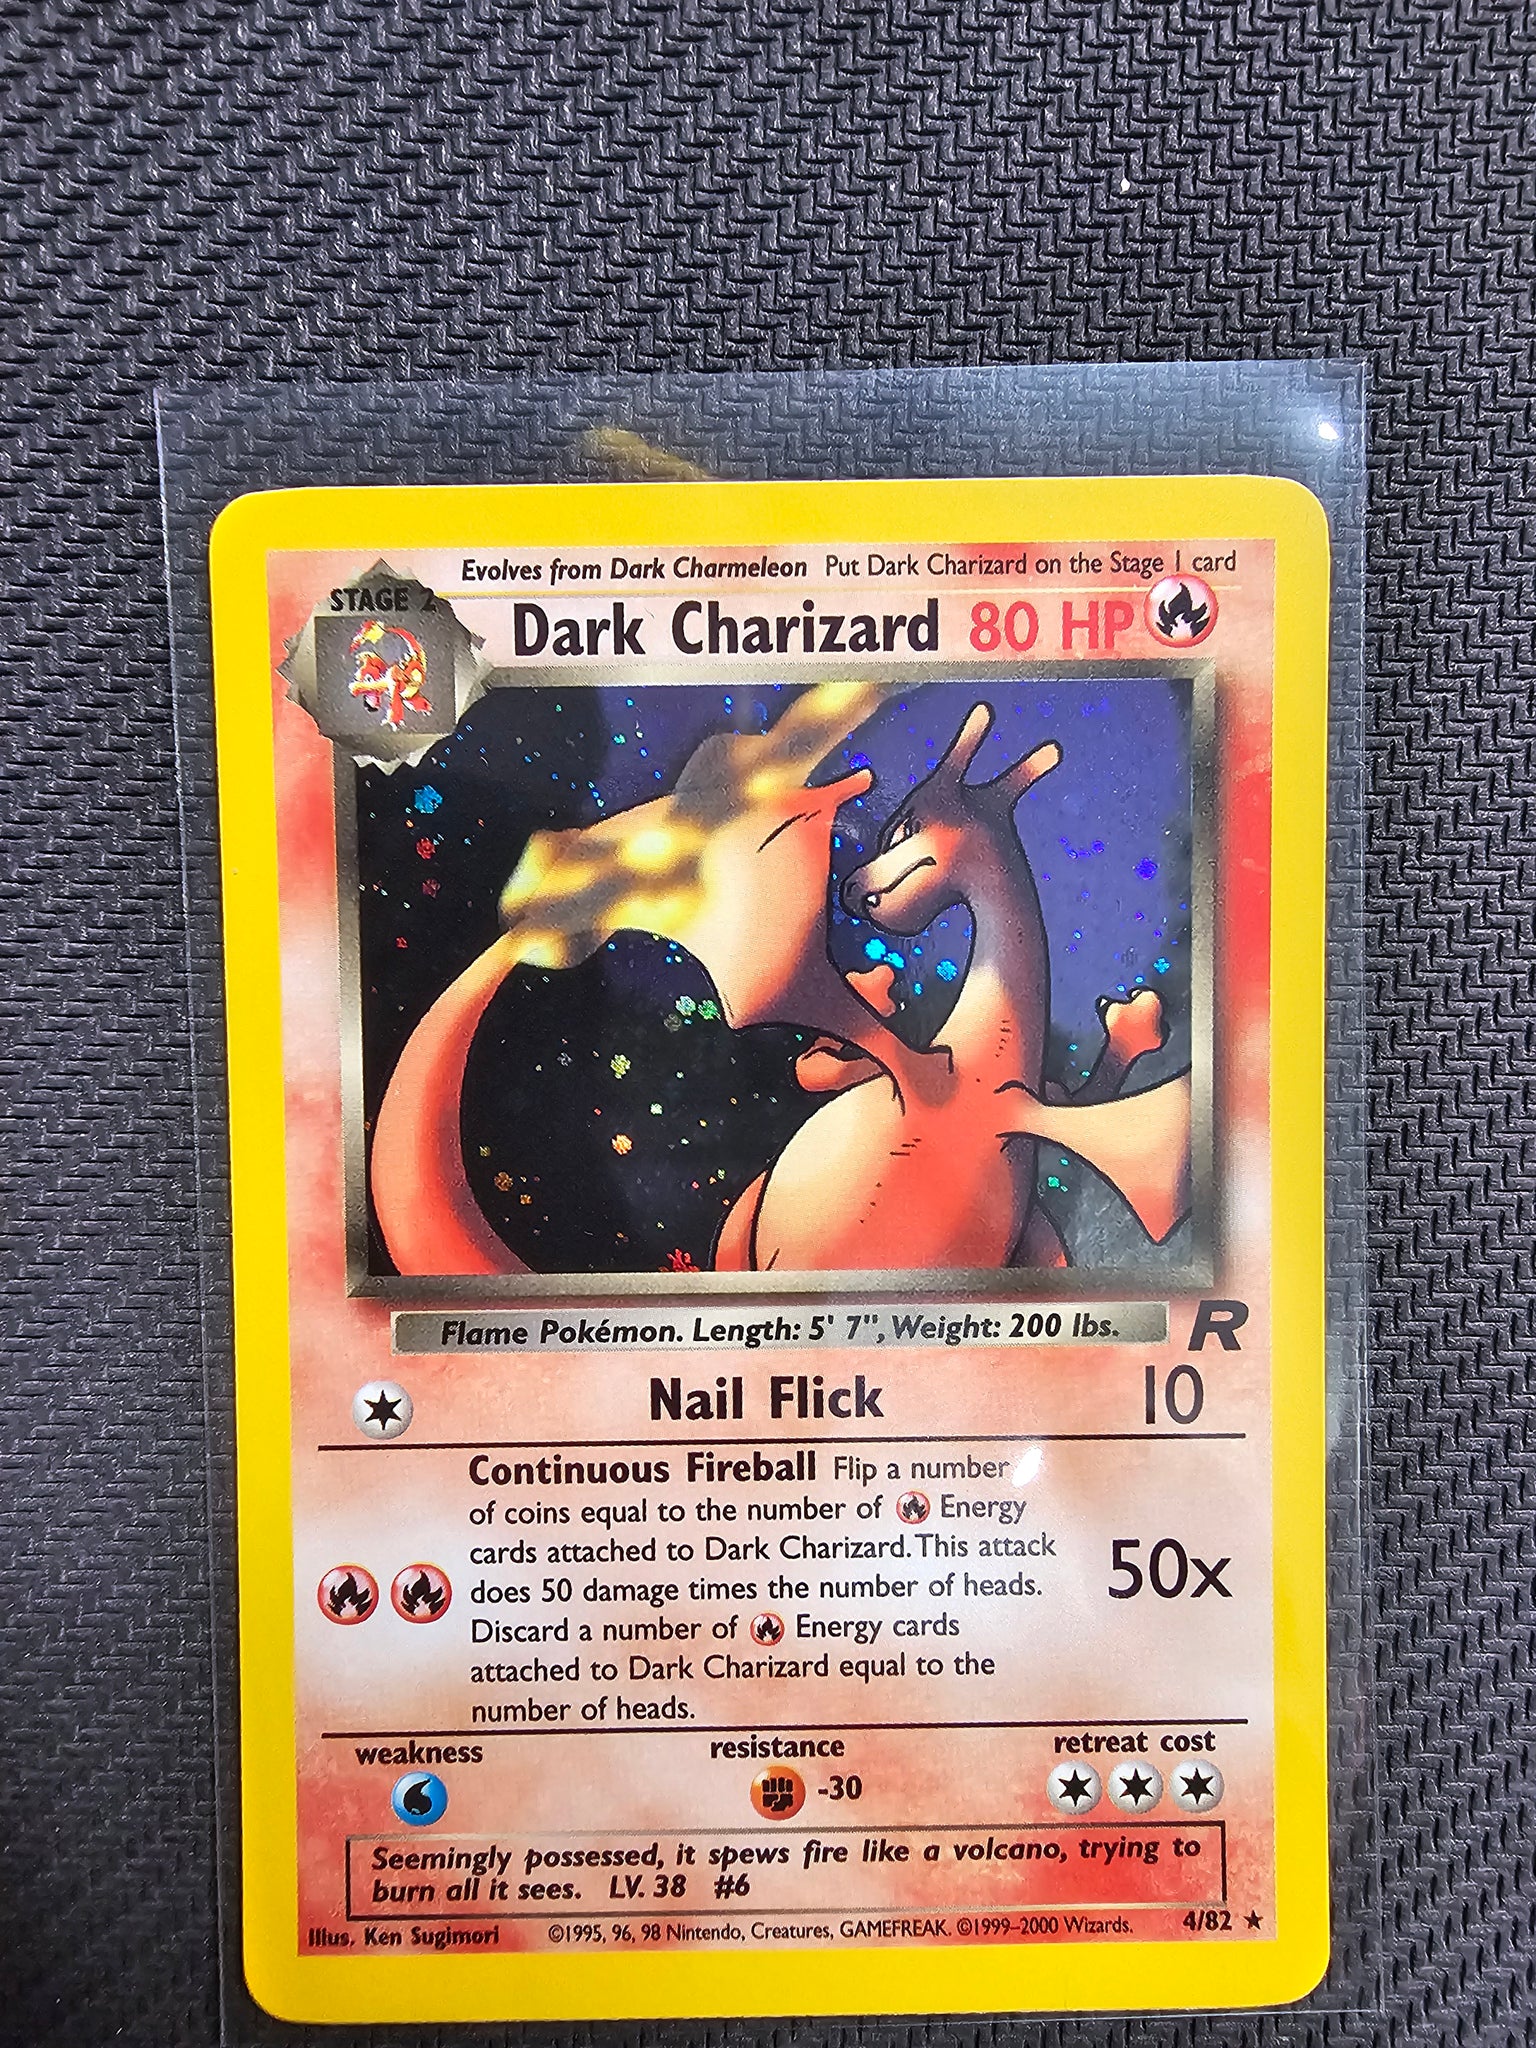 Evolves from Dark Charmeleon Put Dark Charizard on the Stage 1 card
STAGE 2
Dark Charizard 80 HP
Flame Pokémon. Length: 5' 7", Weight: 200 lbs.
R
Nail Flick 10
Continuous Fireball Flip a number
of coins equal to the number of Energy
cards attached to Dark Charizard. This attack
does 50 damage times the number of heads.
Discard a number of Energy cards
attached to Dark Charizard equal to the
number of heads.
50x
weakness resistance retreat cost
-30
Seemingly possessed, it spews fire like a volcano, trying to
burn all it sees. LV. 38 #6
Illus. Ken Sugimori ©1995, 96, 98 Nintendo, Creatures, GAMEFREAK. ©1999–2000 Wizards. 4/82 ★